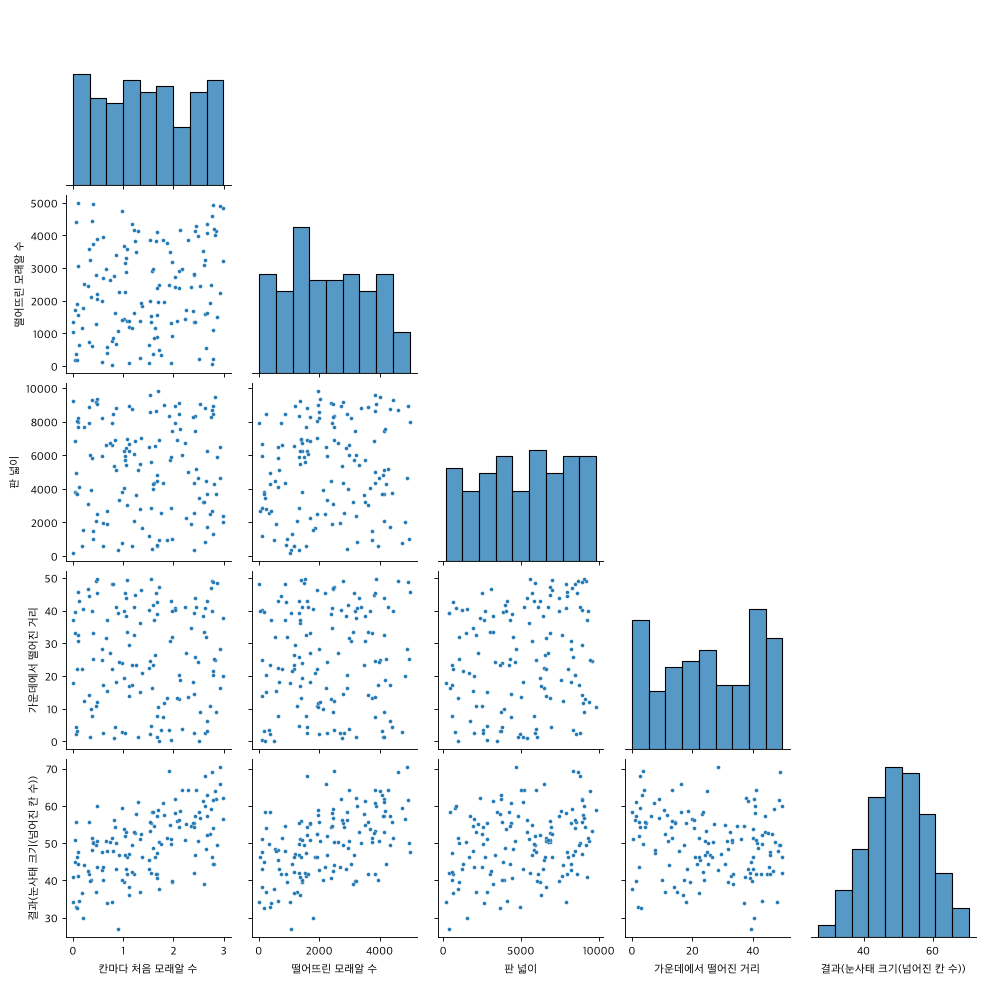 5000
4000
3000
2000
1000
0
떨어뜨린 모래알 수
10000
8000
6000
4000
2000
0
판 넓이
50
40
30
20
10
0
가운데에서 떨어진 거리
70
60
50
40
30
결과(눈사태 크기(넘어진 칸 수))
0 1 2 3
칸마다 처음 모래알 수
0 2000 4000
떨어뜨린 모래알 수
0 5000 10000
판 넓이
0 20 40
가운데에서 떨어진 거리
40 60
결과(눈사태 크기(넘어진 칸 수))